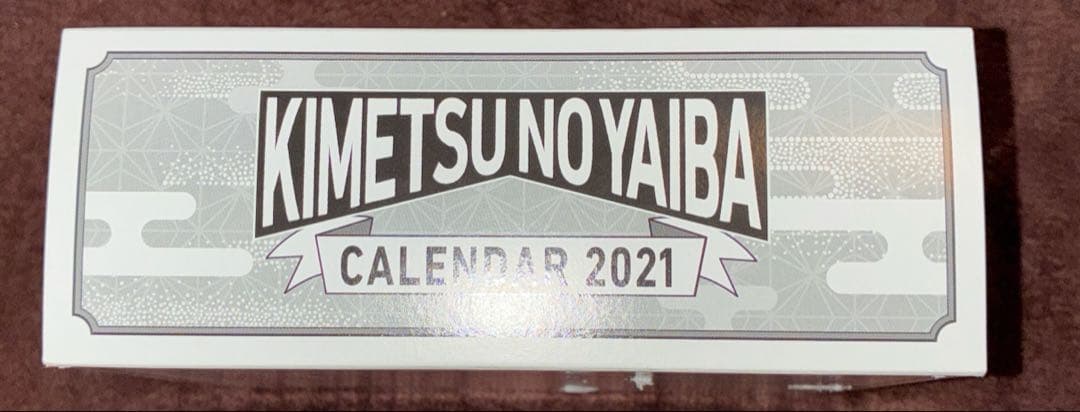 KIMETSU NO YAIBA
CALENDAR 2021